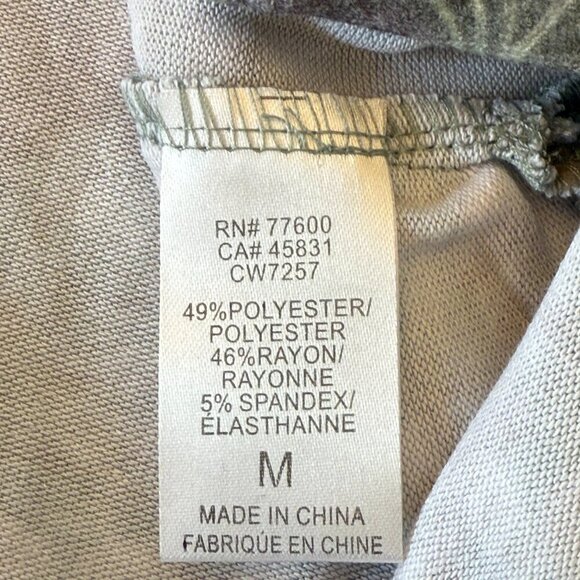 RN# 77600
CA# 45831
CW7257
49%POLYESTER/
POLYESTER
46%RAYON/
RAYONNE
5% SPANDEX/
ÉLASTHANNE
M
MADE IN CHINA
FABRIQÚE EN CHINE